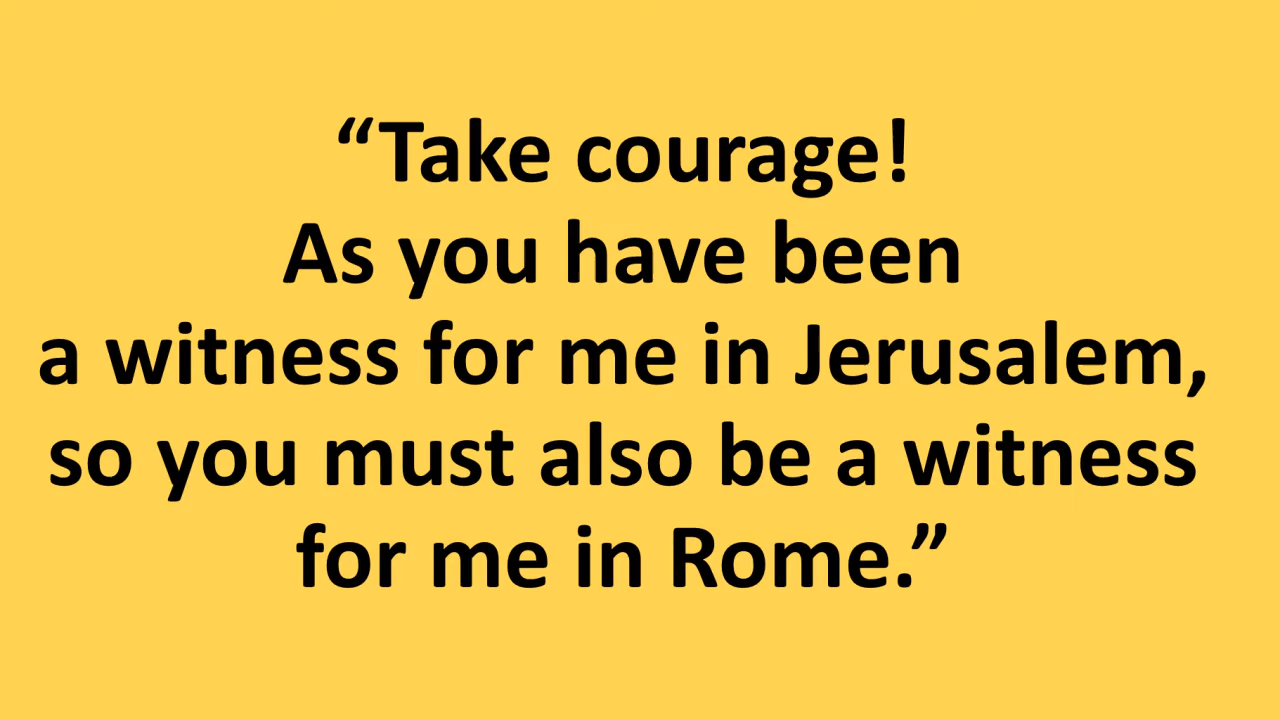 “Take courage!
As you have been
a witness for me in Jerusalem,
so you must also be a witness
for me in Rome.”